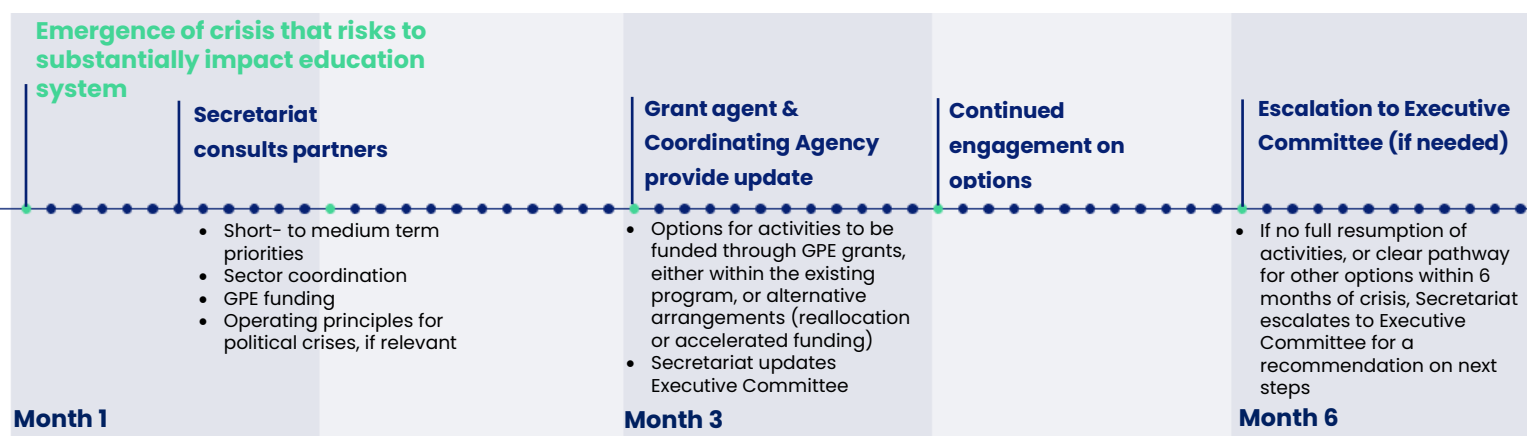 Emergence of crisis that risks to
substantially impact education
system
Secretariat
consults partners
• Short- to medium term
priorities
• Sector coordination
• GPE funding
• Operating principles for
political crises, if relevant
Month 1
Grant agent &
Coordinating Agency
provide update
• Options for activities to be
funded through GPE grants,
either within the existing
program, or alternative
arrangements (reallocation
or accelerated funding)
• Secretariat updates
Executive Committee
Month 3
Continued
engagement on
options
Escalation to Executive
Committee (if needed)
• If no full resumption of
activities, or clear pathway
for other options within 6
months of crisis, Secretariat
escalates to Executive
Committee for a
recommendation on next
steps
Month 6